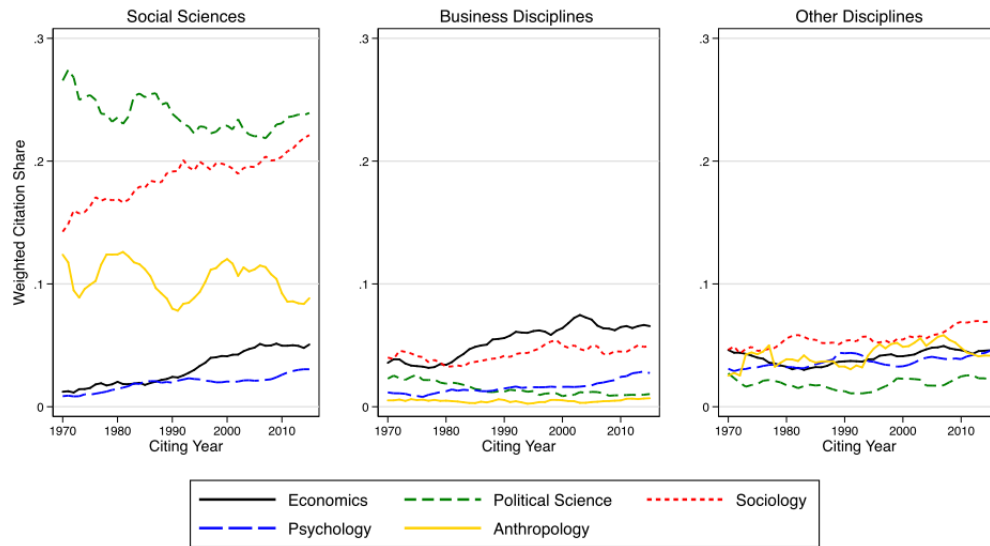 Social Sciences
Business Disciplines
Other Disciplines
Weighted Citation Share
.3
.2
.1
0
1970 1980 1990 2000 2010
Citing Year
.3
.2
.1
0
1970 1980 1990 2000 2010
Citing Year
.3
.2
.1
0
1970 1980 1990 2000 2010
Citing Year
Economics Political Science Sociology
Psychology Anthropology